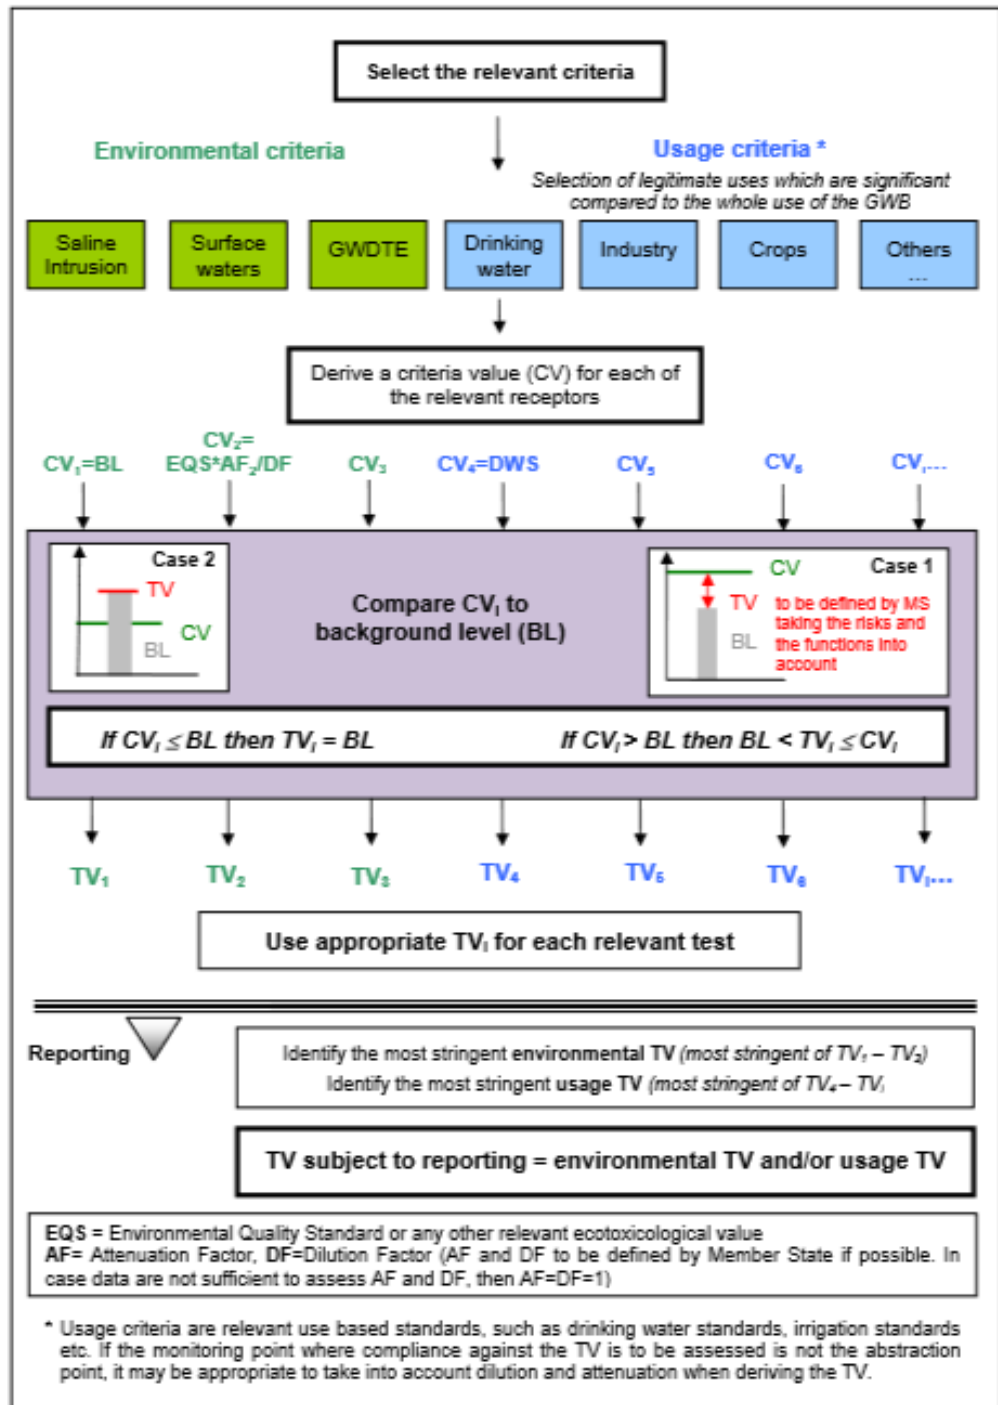 Select the relevant criteria
Environmental criteria
Usage criteria *
Selection of legitimate uses which are significant
compared to the whole use of the GWB
Saline
Intrusion
Surface
waters
GWDTE
Drinking
water
Industry
Crops
Others
...
Derive a criteria value (CV) for each of
the relevant receptors
CV₁=BL
CV₂=
EQS*AF₂/DF
CV₃
CV₄=DWS
CV₅
CV₆
CVᵢ...
Case 2
TV
CV
BL
Compare CVᵢ to
background level (BL)
Case 1
CV
TV
BL
to be defined by MS
taking the risks and
the functions into
account
If CVᵢ ≤ BL then TVᵢ = BL
If CVᵢ > BL then BL < TVᵢ ≤ CVᵢ
TV₁
TV₂
TV₃
TV₄
TV₅
TV₆
TVᵢ...
Use appropriate TVᵢ for each relevant test
Reporting
Identify the most stringent environmental TV (most stringent of TV₁ – TV₃)
Identify the most stringent usage TV (most stringent of TV₄ – TVᵢ
TV subject to reporting = environmental TV and/or usage TV
EQS = Environmental Quality Standard or any other relevant ecotoxicological value
AF= Attenuation Factor, DF=Dilution Factor (AF and DF to be defined by Member State if possible. In
case data are not sufficient to assess AF and DF, then AF=DF=1)
* Usage criteria are relevant use based standards, such as drinking water standards, irrigation standards
etc. If the monitoring point where compliance against the TV is to be assessed is not the abstraction
point, it may be appropriate to take into account dilution and attenuation when deriving the TV.